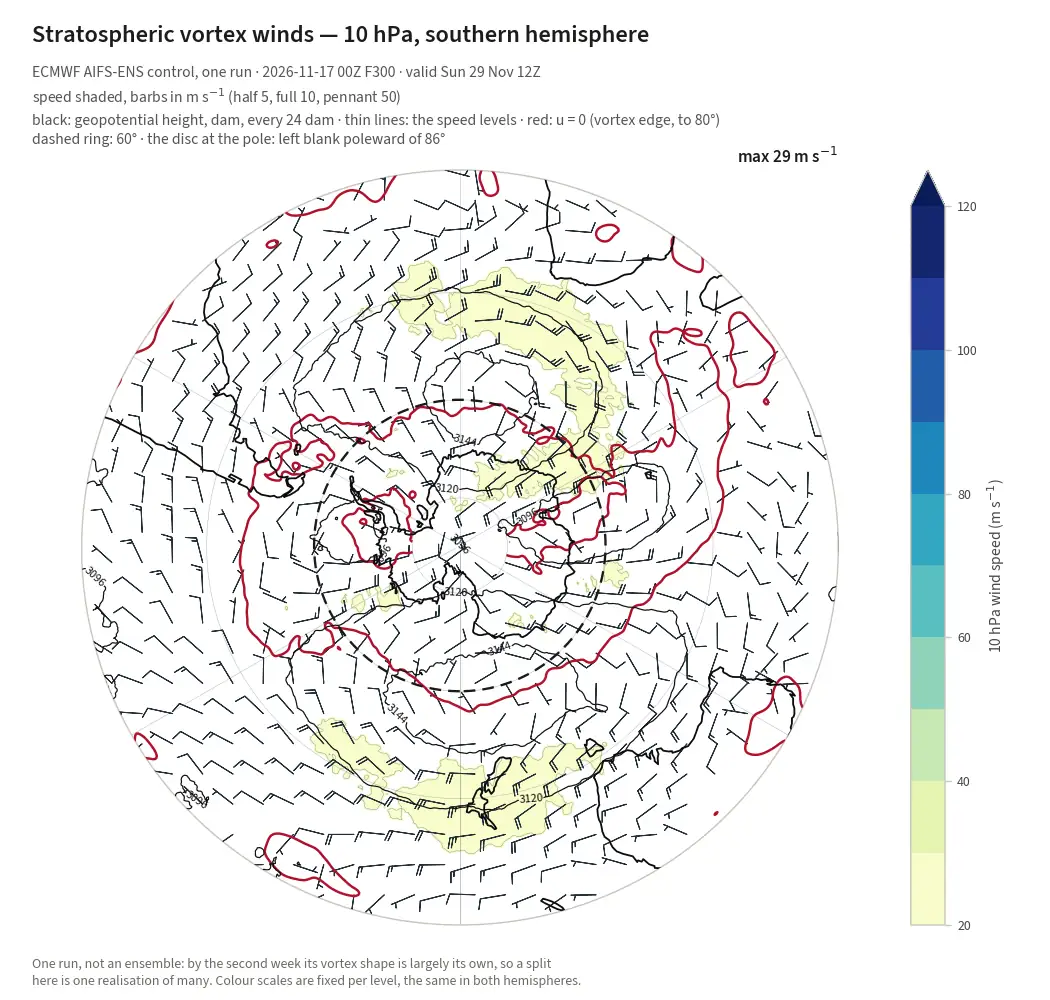 Stratospheric vortex winds — 10 hPa, southern hemisphere
ECMWF AIFS-ENS control, one run · 2026-11-17 00Z F300 · valid Sun 29 Nov 12Z
speed shaded, barbs in m s⁻¹ (half 5, full 10, pennant 50)
black: geopotential height, dam, every 24 dam · thin lines: the speed levels · red: u = 0 (vortex edge, to 80°)
dashed ring: 60° · the disc at the pole: left blank poleward of 86°
max 29 m s⁻¹
120
100
80
60
40
20
10 hPa wind speed (m s⁻¹)
3144
3120
3096
3096
3096
3120
3144
3144
3120
One run, not an ensemble: by the second week its vortex shape is largely its own, so a split
here is one realisation of many. Colour scales are fixed per level, the same in both hemispheres.